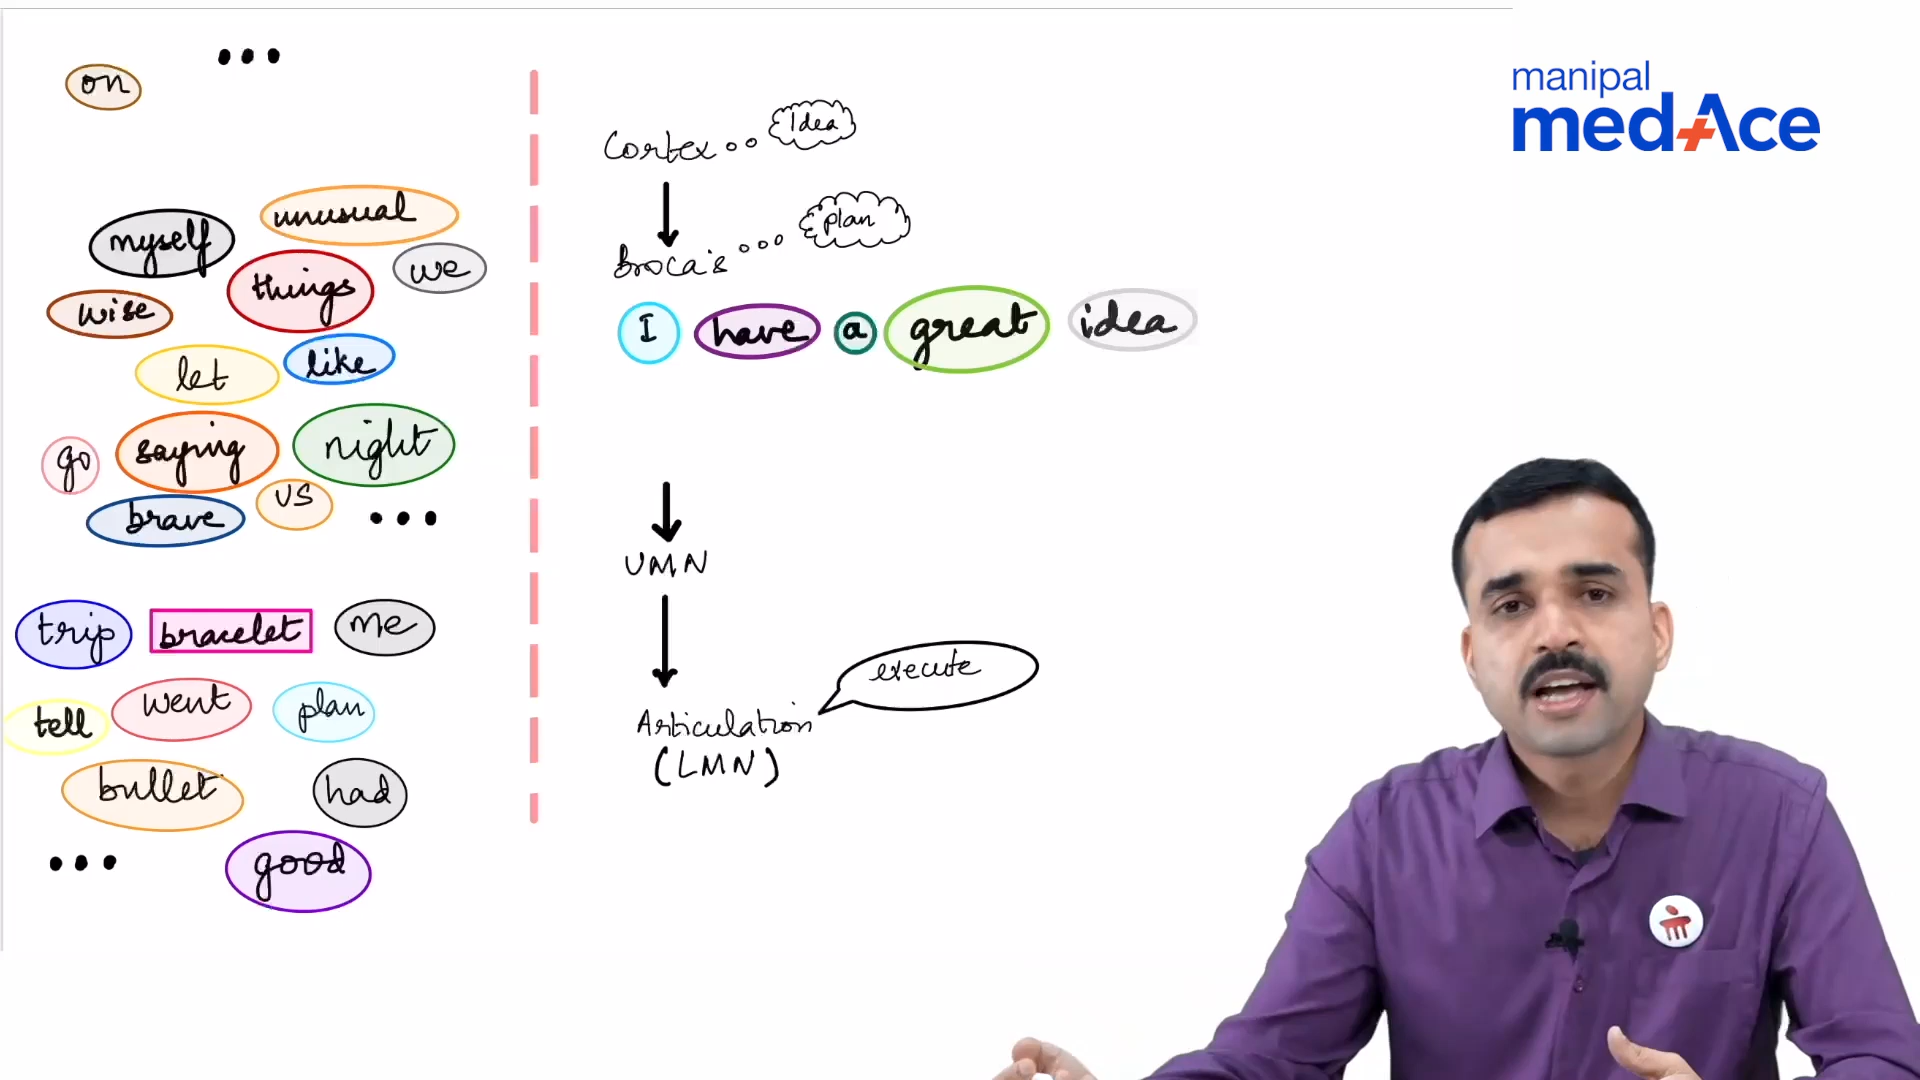 on
...
myself
unusual
things
we
wise
let
like
go
saying
night
brave
us
...
trip
bracelet
me
tell
went
plan
bullet
had
...
good
Cortex
Idea
Broca's
plan
I have a great idea
UMN
execute
Articulation
(LMN)
manipal
medAce